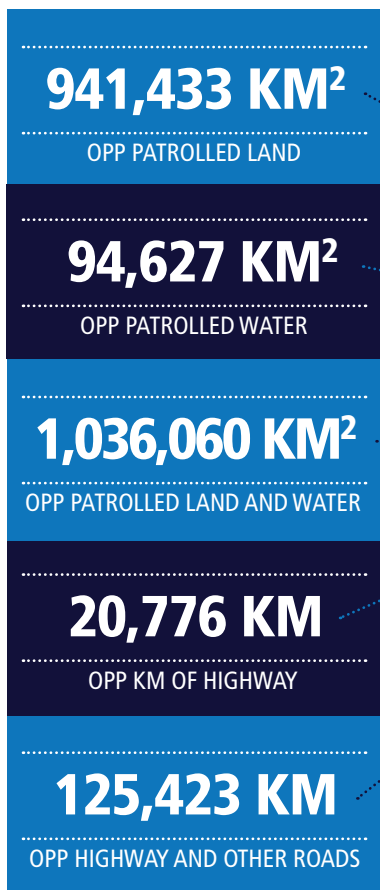 941,433 KM²
OPP PATROLLED LAND
94,627 KM²
OPP PATROLLED WATER
1,036,060 KM²
OPP PATROLLED LAND AND WATER
20,776 KM
OPP KM OF HIGHWAY
125,423 KM
OPP HIGHWAY AND OTHER ROADS